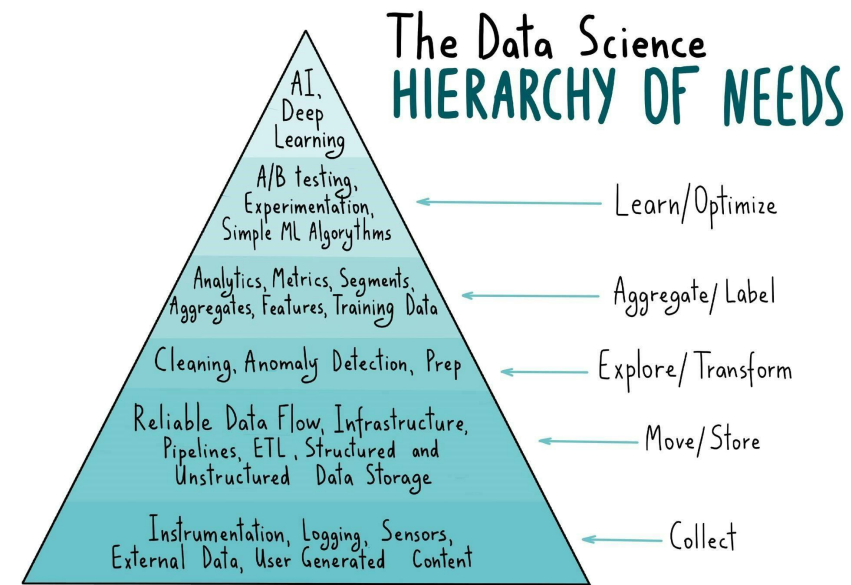 The Data Science
HIERARCHY OF NEEDS
AI,
Deep
Learning
A/B testing,
Experimentation,
Simple ML Algorythms
Learn/Optimize
Analytics, Metrics, Segments,
Aggregates, Features, Training Data
Aggregate/Label
Cleaning, Anomaly Detection, Prep
Explore/Transform
Reliable Data Flow, Infrastructure,
Pipelines, ETL, Structured and
Unstructured Data Storage
Move/Store
Instrumentation, Logging, Sensors,
External Data, User Generated Content
Collect